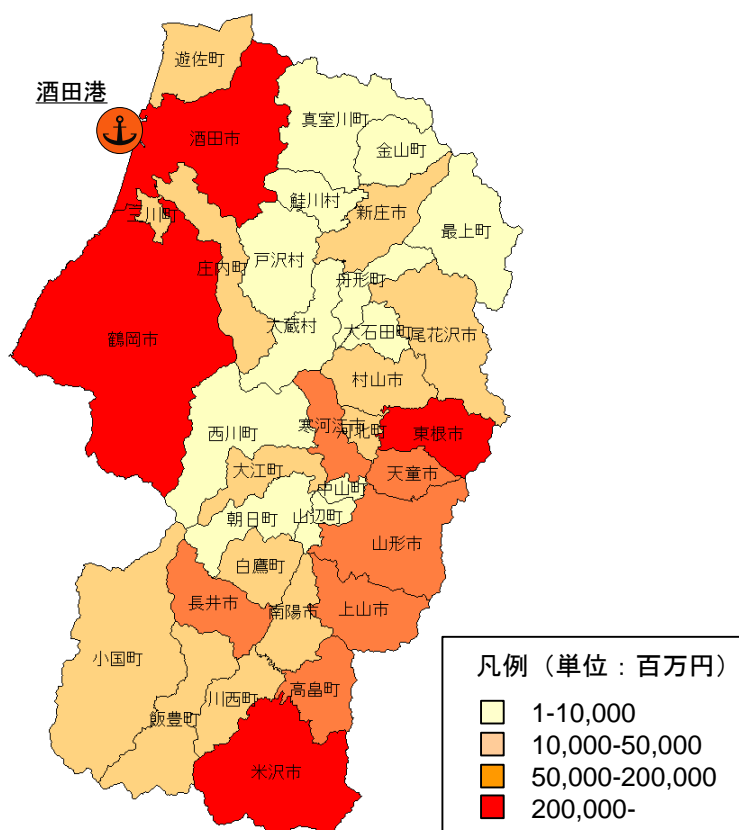 遊佐町
酒田港
真室川町
酒田市
金山町
鮭川村
三川町
新庄市
最上町
戸沢村
庄内町
舟形町
大蔵村
大石田町
尾花沢市
鶴岡市
村山市
寒河江市
河北町
西川町
東根市
大江町
天童市
中山町
朝日町
山辺町
山形市
白鷹町
長井市
南陽市
上山市
小国町
高畠町
川西町
飯豊町
米沢市
凡例（単位：百万円）
1-10,000
10,000-50,000
50,000-200,000
200,000-